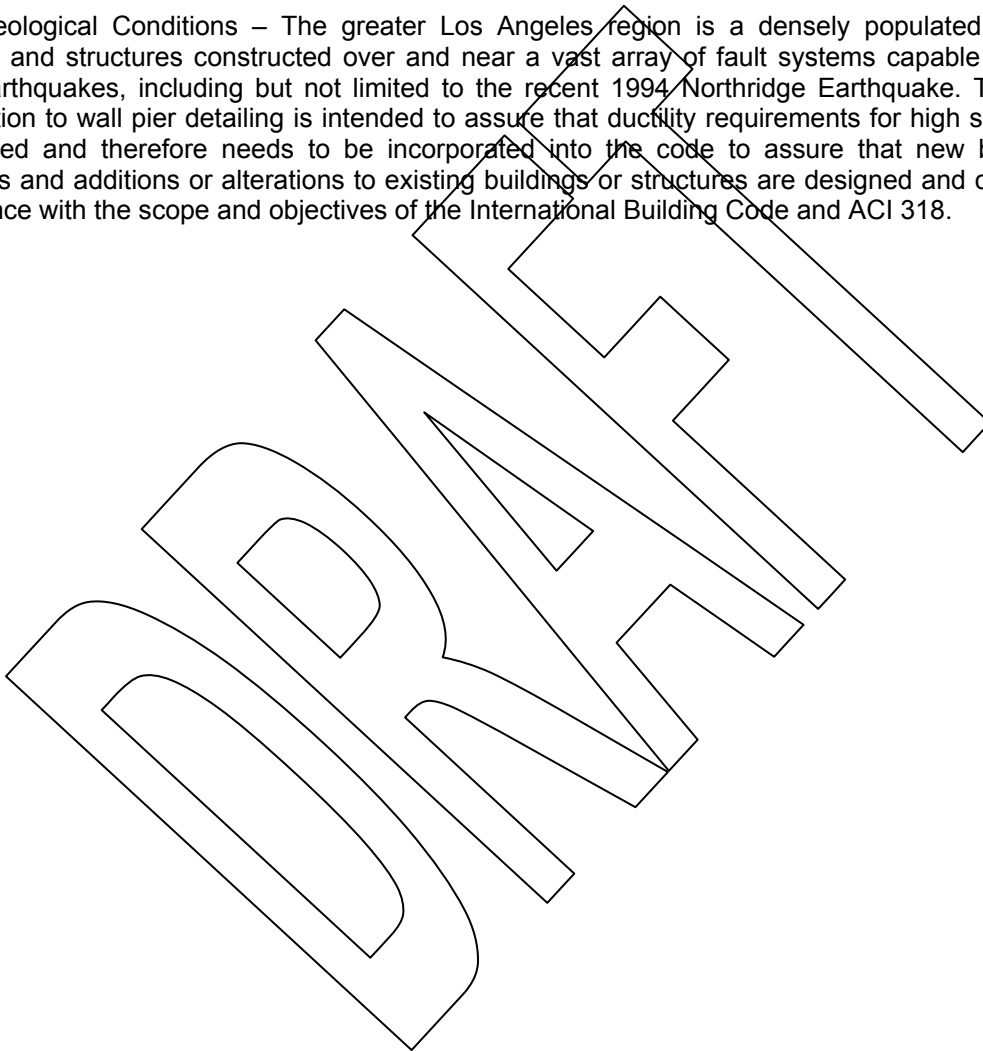 eological Conditions – The greater Los Angeles region is a densely populated
and structures constructed over and near a vast array of fault systems capable
rthquakes, including but not limited to the recent 1994 Northridge Earthquake. T
tion to wall pier detailing is intended to assure that ductility requirements for high s
ed and therefore needs to be incorporated into the code to assure that new b
s and additions or alterations to existing buildings or structures are designed and c
nce with the scope and objectives of the International Building Code and ACI 318.
DRAFT